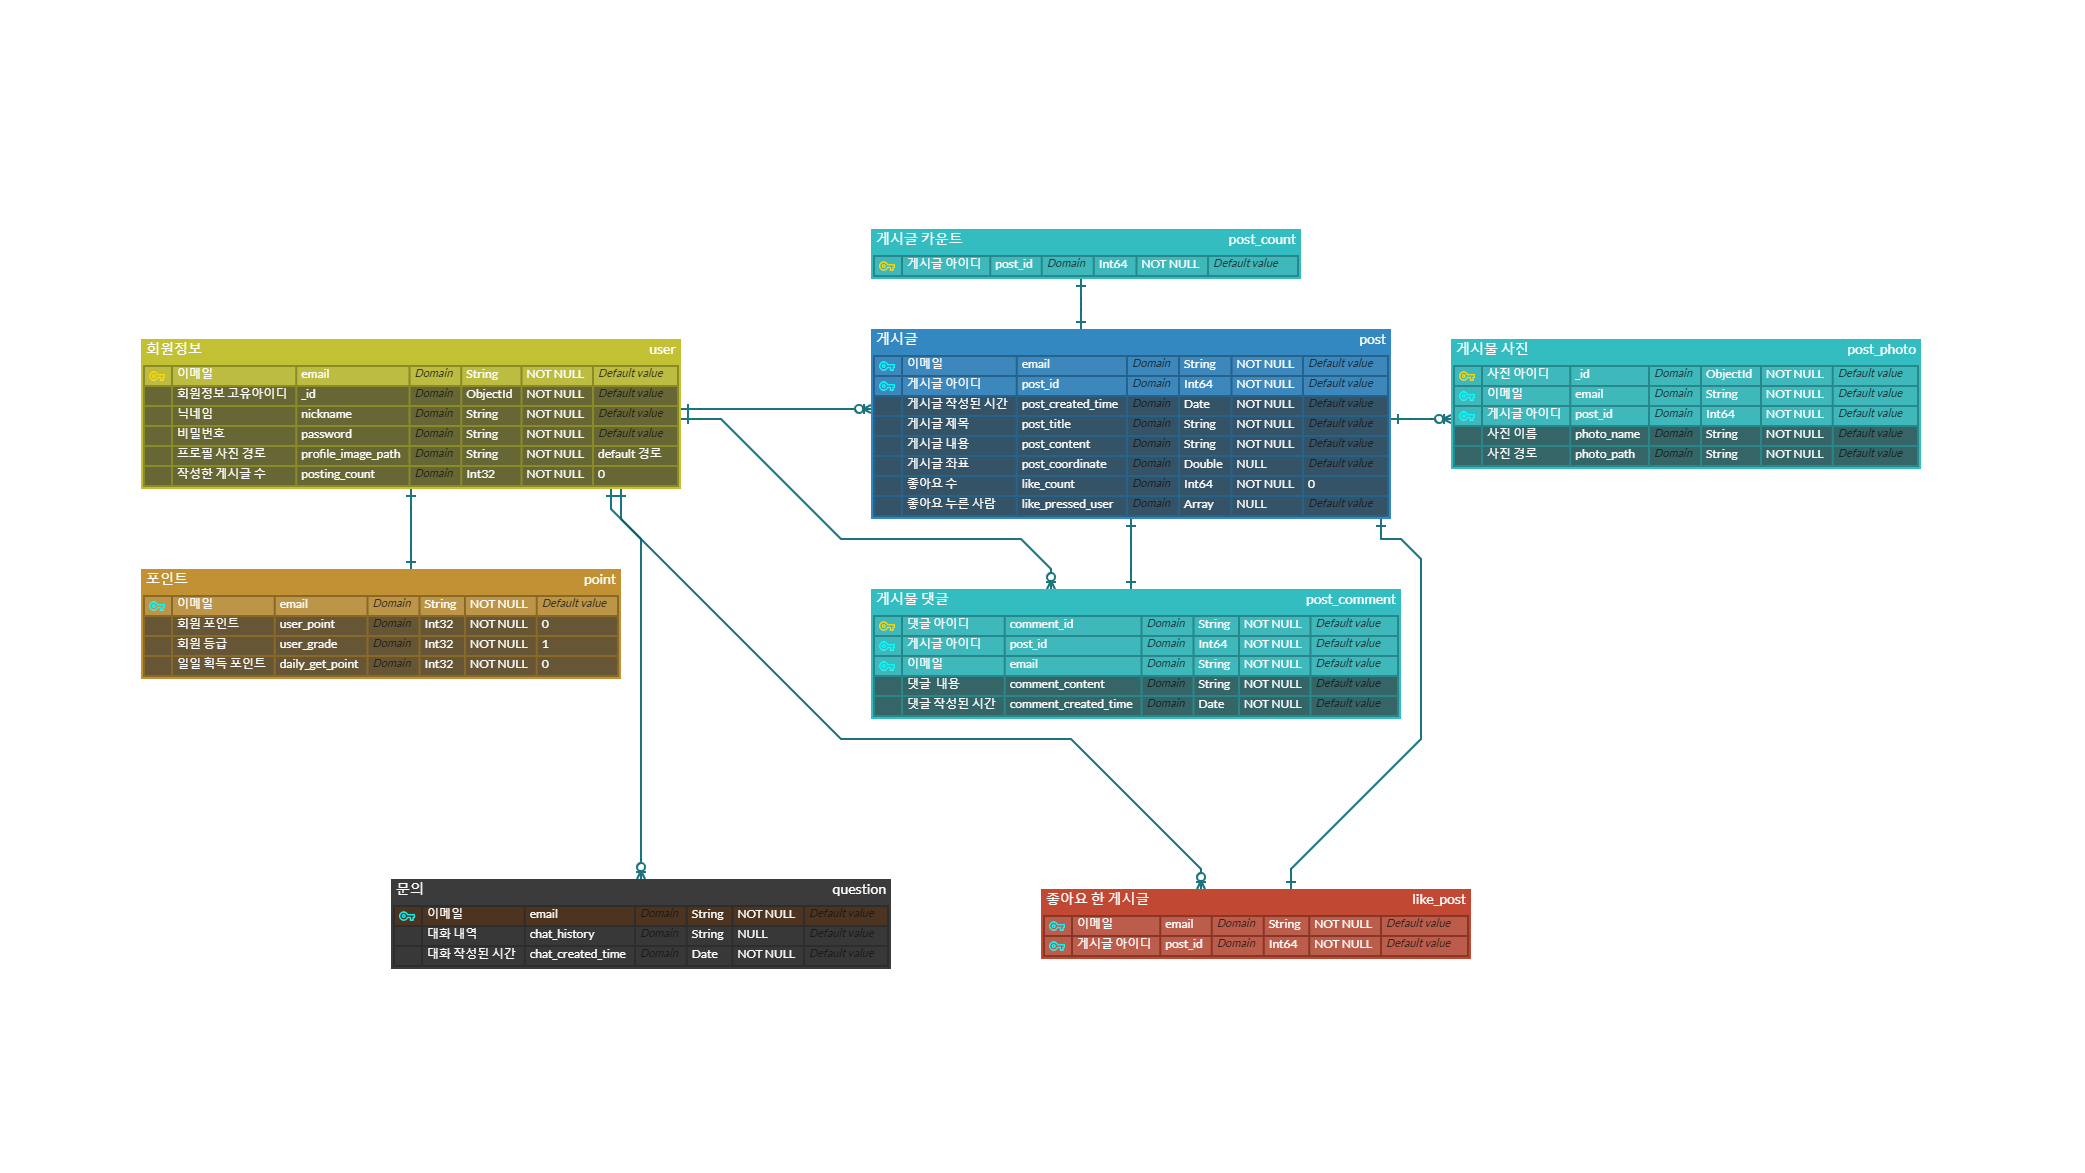 게시글 카운트 post_count
게시글 아이디 post_id Domain Int64 NOT NULL Default value
회원정보 user
이메일 email Domain String NOT NULL Default value
회원정보 고유아이디 _id Domain ObjectId NOT NULL Default value
닉네임 nickname Domain String NOT NULL Default value
비밀번호 password Domain String NOT NULL Default value
프로필 사진 경로 profile_image_path Domain String NOT NULL default 경로
작성한 게시글 수 posting_count Domain Int32 NOT NULL 0
게시글 post
이메일 email Domain String NOT NULL Default value
게시글 아이디 post_id Domain Int64 NOT NULL Default value
게시글 작성된 시간 post_created_time Domain Date NOT NULL Default value
게시글 제목 post_title Domain String NOT NULL Default value
게시글 내용 post_content Domain String NOT NULL Default value
게시글 좌표 post_coordinate Domain Double NULL Default value
좋아요 수 like_count Domain Int64 NOT NULL 0
좋아요 누른 사람 like_pressed_user Domain Array NULL Default value
게시물 사진 post_photo
사진 아이디 _id Domain ObjectId NOT NULL Default value
이메일 email Domain String NOT NULL Default value
게시글 아이디 post_id Domain Int64 NOT NULL Default value
사진 이름 photo_name Domain String NOT NULL Default value
사진 경로 photo_path Domain String NOT NULL Default value
포인트 point
이메일 email Domain String NOT NULL Default value
회원 포인트 user_point Domain Int32 NOT NULL 0
회원 등급 user_grade Domain Int32 NOT NULL 1
일일 획득 포인트 daily_get_point Domain Int32 NOT NULL 0
게시물 댓글 post_comment
댓글 아이디 comment_id Domain String NOT NULL Default value
게시글 아이디 post_id Domain Int64 NOT NULL Default value
이메일 email Domain String NOT NULL Default value
댓글 내용 comment_content Domain String NOT NULL Default value
댓글 작성된 시간 comment_created_time Domain Date NOT NULL Default value
문의 question
이메일 email Domain String NOT NULL Default value
대화 내역 chat_history Domain String NULL Default value
대화 작성된 시간 chat_created_time Domain Date NOT NULL Default value
좋아요 한 게시글 like_post
이메일 email Domain String NOT NULL Default value
게시글 아이디 post_id Domain Int64 NOT NULL Default value